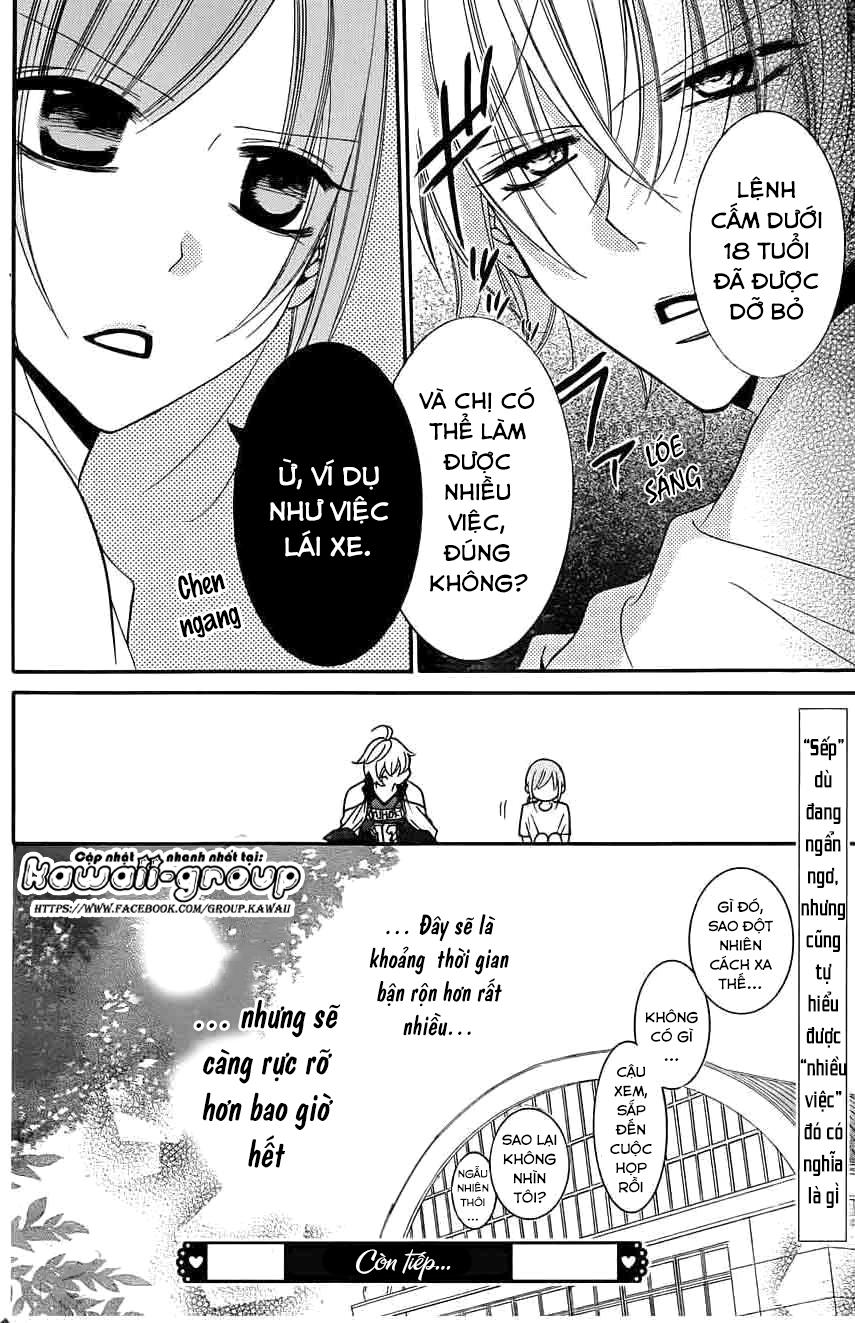 LỆNH
CẤM DƯỚI
18 TUỔI
ĐÃ ĐƯỢC
DỠ BỎ
VÀ CHỊ CÓ
THỂ LÀM
ĐƯỢC
NHIỀU
VIỆC,
ĐÚNG
KHÔNG?
LÓE
SÁNG
Ừ, VÍ DỤ
NHƯ VIỆC
LÁI XE.
Chen
ngang
“Sếp”
dù
đang
ngẩn
ngơ,
nhưng
cũng
tự
hiểu
được
“nhiều
việc”
đó có
nghĩa
là gì
Cập nhật nhanh nhất tại:
kawaii-group
HTTPS://WWW.FACEBOOK.COM/GROUP.KAWAII
GÌ ĐÓ,
SAO ĐỘT
NHIÊN
CÁCH XA
THẾ...
KHÔNG
CÓ GÌ
...
CẬU
XEM,
SẮP
ĐẾN
CUỘC
HỌP
RỒI
SAO LẠI
KHÔNG
NHÌN
TÔI?
NGẪU
NHIÊN
THÔI
...
... Đây sẽ là
khoảng thời gian
bận rộn hơn rất
nhiều...
... nhưng sẽ
càng rực rỡ
hơn bao giờ
hết
Còn tiếp...